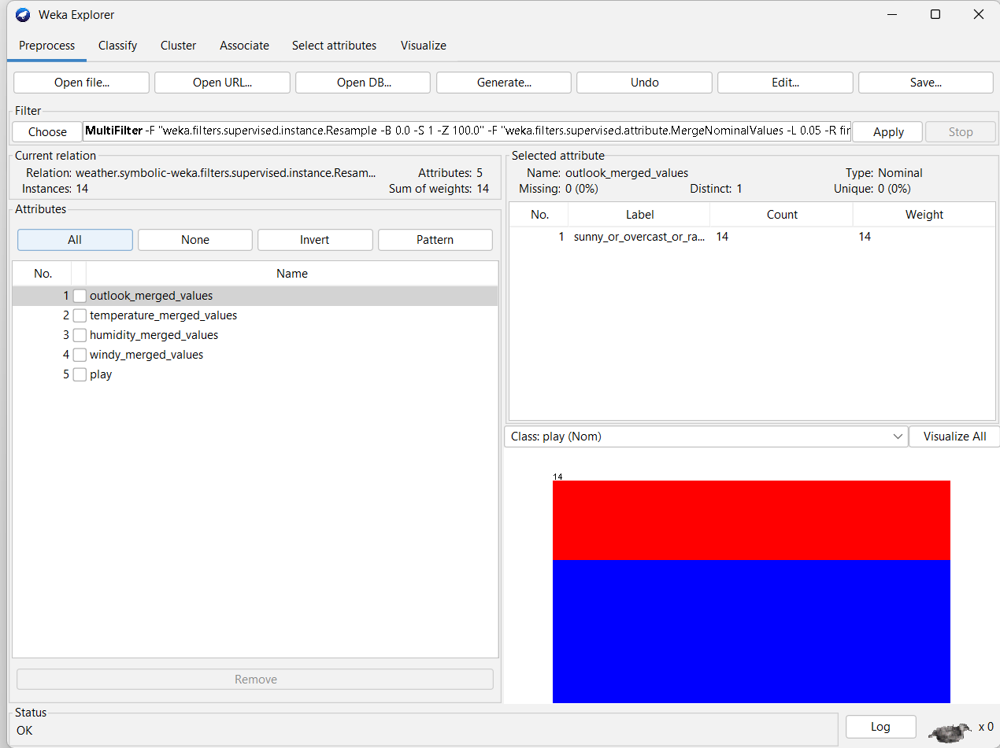 Weka Explorer
Preprocess Classify Cluster Associate Select attributes Visualize
Open file... Open URL... Open DB... Generate... Undo Edit... Save...
Filter
Choose MultiFilter -F "weka.filters.supervised.instance.Resample -B 0.0 -S 1 -Z 100.0" -F "weka.filters.supervised.attribute.MergeNominalValues -L 0.05 -R fir Apply Stop
Current relation
Relation: weather.symbolic-weka.filters.supervised.instance.Resam... Attributes: 5
Instances: 14 Sum of weights: 14
Attributes
All None Invert Pattern
No. Name
1 outlook_merged_values
2 temperature_merged_values
3 humidity_merged_values
4 windy_merged_values
5 play
Remove
Selected attribute
Name: outlook_merged_values Type: Nominal
Missing: 0 (0%) Distinct: 1 Unique: 0 (0%)
No. Label Count Weight
1 sunny_or_overcast_or_ra... 14 14
Class: play (Nom) Visualize All
14
Status
OK
Log x 0